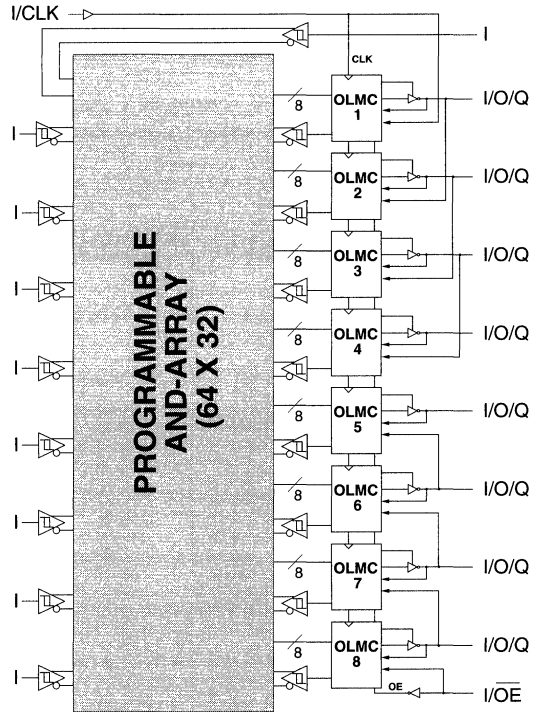 I/CLK
I
CLK
OLMC
1
8
I/O/Q
I
OLMC
2
8
I/O/Q
I
OLMC
3
8
I/O/Q
I
OLMC
4
8
I/O/Q
I
PROGRAMMABLE
AND-ARRAY
(64 X 32)
OLMC
5
8
I/O/Q
I
OLMC
6
8
I/O/Q
I
OLMC
7
8
I/O/Q
I
OLMC
8
8
I/O/Q
I
OE
I/O̅E̅